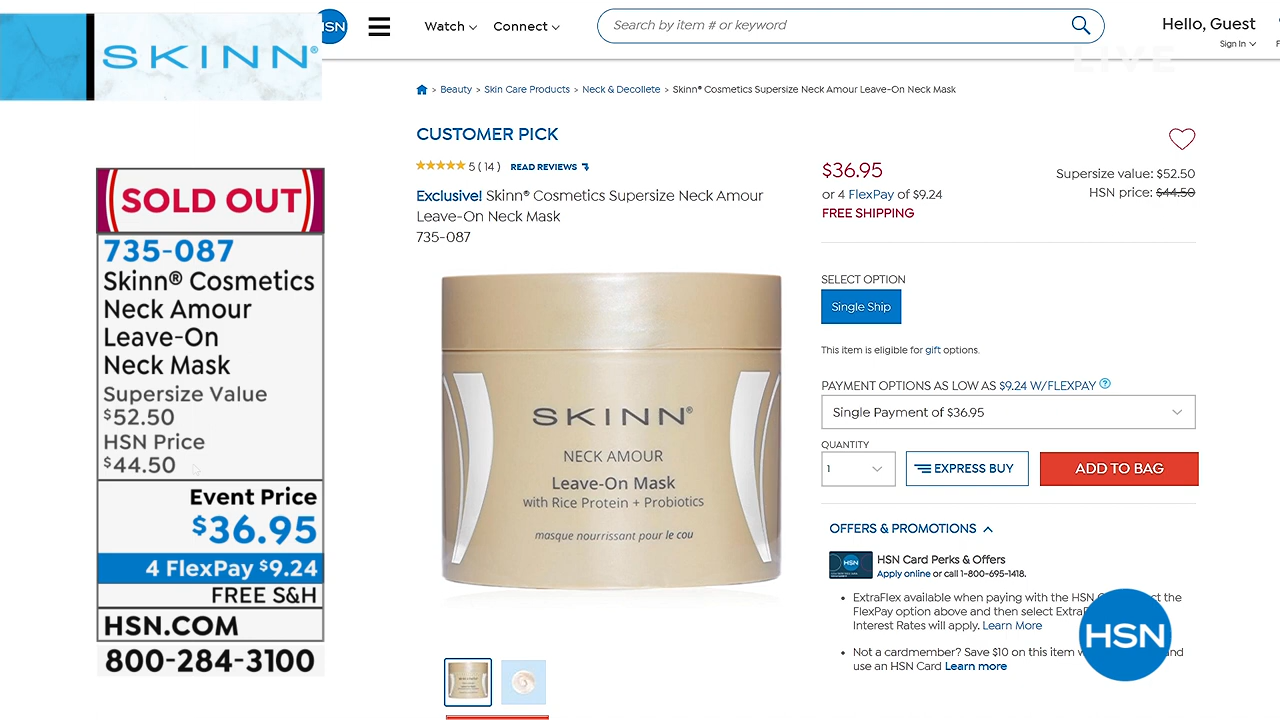 SKINN®
SOLD OUT
735-087
Skinn® Cosmetics
Neck Amour
Leave-On
Neck Mask
Supersize Value
$52.50
HSN Price
$44.50
Event Price
$36.95
4 FlexPay $9.24
FREE S&H
HSN.COM
800-284-3100
HSN
Watch
Connect
Search by item # or keyword
Hello, Guest
Sign In
LIVE
> Beauty > Skin Care Products > Neck & Decollete > Skinn® Cosmetics Supersize Neck Amour Leave-On Neck Mask
CUSTOMER PICK
5 ( 14 ) READ REVIEWS
Exclusive! Skinn® Cosmetics Supersize Neck Amour
Leave-On Neck Mask
735-087
SKINN®
NECK AMOUR
Leave-On Mask
with Rice Protein + Probiotics
masque nourrissant pour le cou
$36.95
or 4 FlexPay of $9.24
FREE SHIPPING
Supersize value: $52.50
HSN price: $44.50
SELECT OPTION
Single Ship
This item is eligible for gift options.
PAYMENT OPTIONS AS LOW AS $9.24 W/FLEXPAY ?
Single Payment of $36.95
QUANTITY
1
EXPRESS BUY
ADD TO BAG
OFFERS & PROMOTIONS
HSN
HSN Card Perks & Offers
Apply online or call 1-800-695-1418.
• ExtraFlex available when paying with the HSN the
FlexPay option above and then select
Interest Rates will apply. Learn More
• Not a cardmember? Save $10 on this item and
use an HSN Card Learn more
HSN